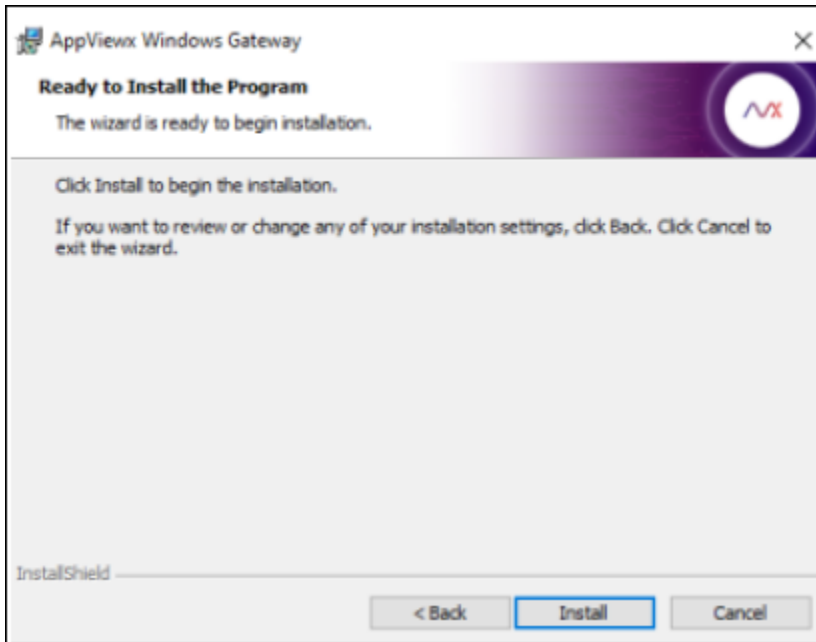 AppViewx Windows Gateway
Ready to Install the Program
The wizard is ready to begin installation.
Click Install to begin the installation.
If you want to review or change any of your installation settings, click Back. Click Cancel to
exit the wizard.
InstallShield
< Back Install Cancel